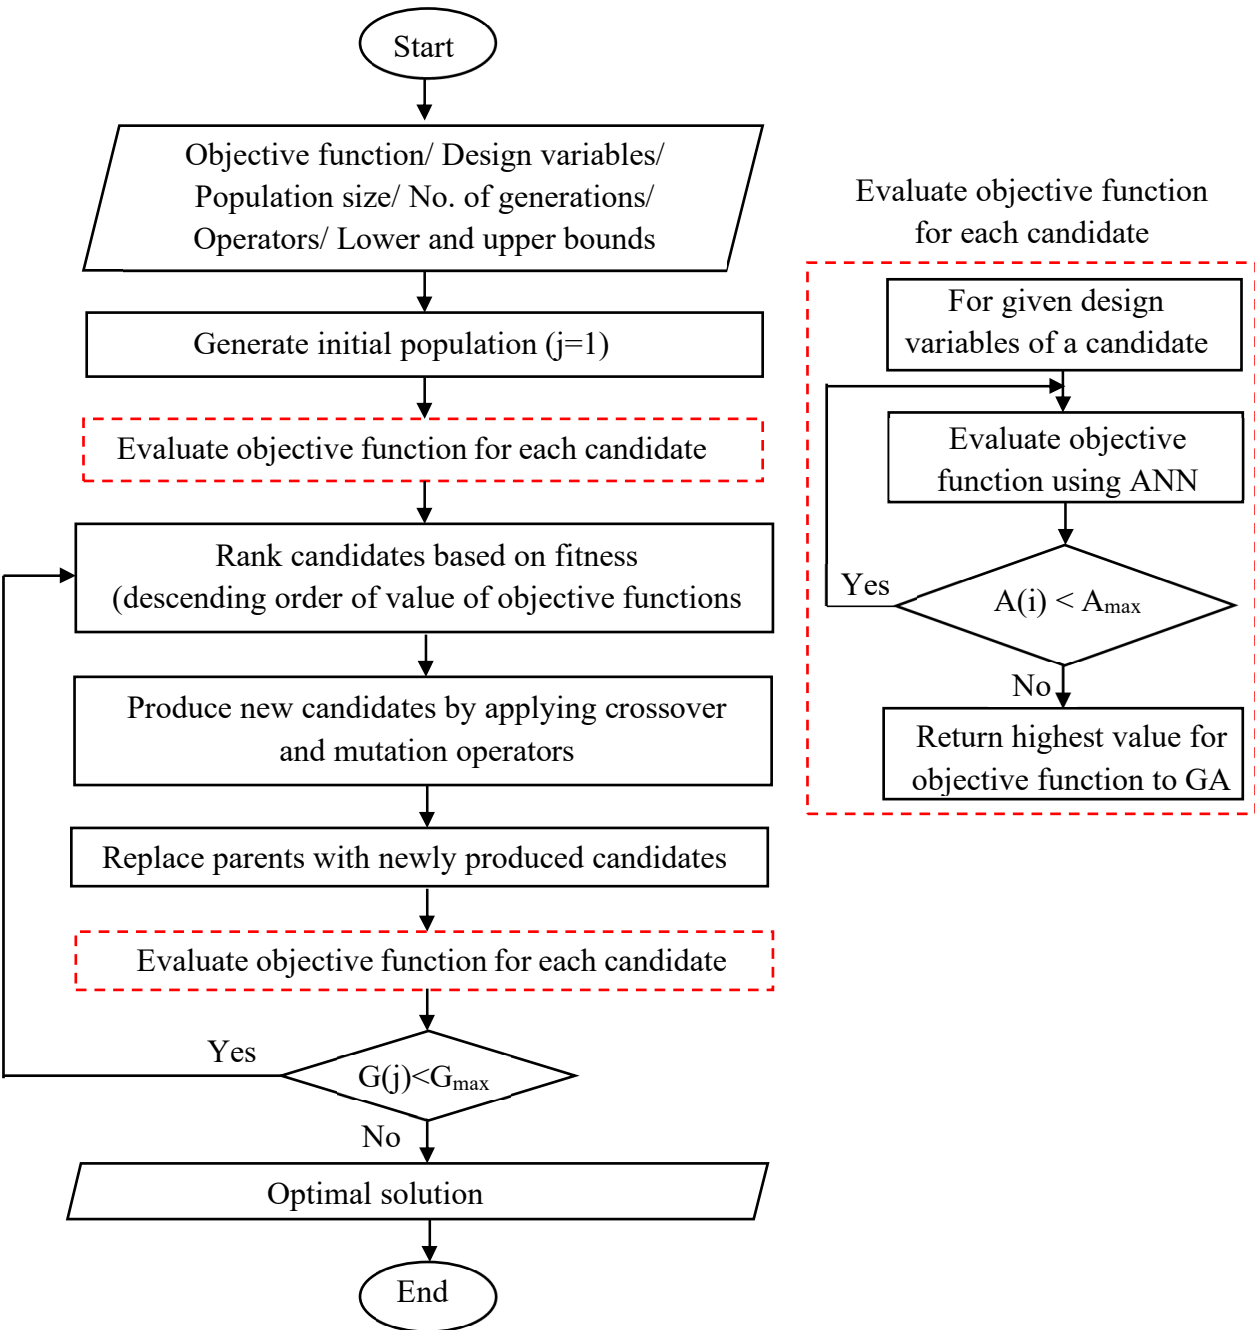 Start
Objective function/ Design variables/
Population size/ No. of generations/
Operators/ Lower and upper bounds
Generate initial population (j=1)
Evaluate objective function for each candidate
Rank candidates based on fitness
(descending order of value of objective functions
Produce new candidates by applying crossover
and mutation operators
Replace parents with newly produced candidates
Evaluate objective function for each candidate
Yes
G(j)<Gmax
No
Optimal solution
End
Evaluate objective function
for each candidate
For given design
variables of a candidate
Evaluate objective
function using ANN
Yes
A(i) < Amax
No
Return highest value for
objective function to GA